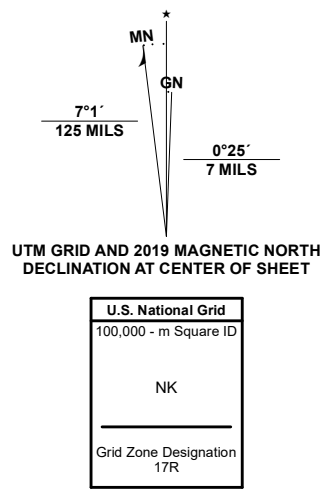 ★
MN
GN
7°1´
125 MILS
0°25´
7 MILS
UTM GRID AND 2019 MAGNETIC NORTH
DECLINATION AT CENTER OF SHEET
U.S. National Grid
100,000 - m Square ID
NK
Grid Zone Designation
17R